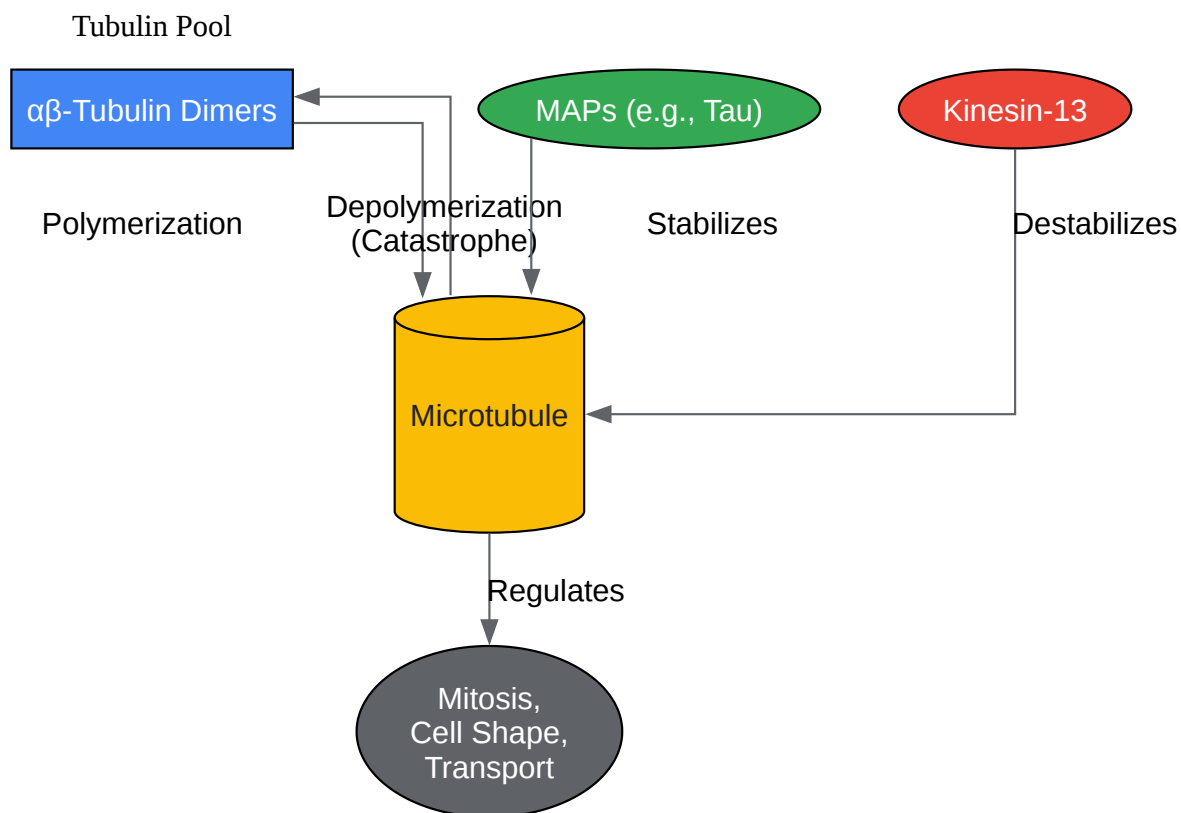 Tubulin Pool
αβ-Tubulin Dimers
MAPs (e.g., Tau)
Kinesin-13
Polymerization
Depolymerization
(Catastrophe)
Stabilizes
Destabilizes
Microtubule
Regulates
Mitosis,
Cell Shape,
Transport